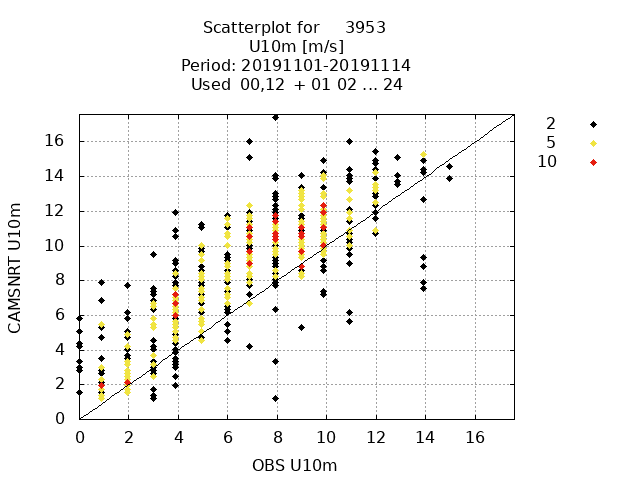 Scatterplot for 3953
U10m [m/s]
Period: 20191101-20191114
Used 00,12 + 01 02 ... 24
2
5
10
16
14
12
10
8
6
4
2
0
CAMSNRT U10m
0 2 4 6 8 10 12 14 16
OBS U10m